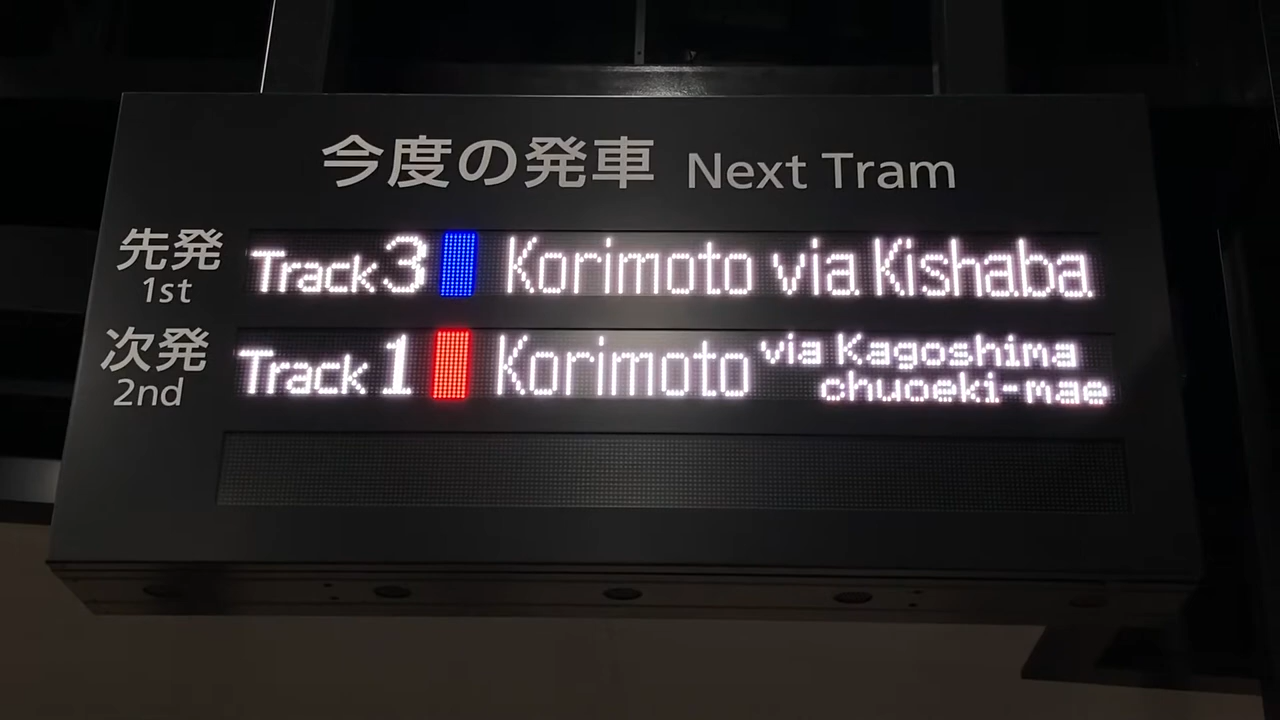 今度の発車 Next Tram
先発 Track 3 Korimoto via Kishaba
1st
次発 Track 1 Korimoto via Kagoshima
2nd chuoeki-mae